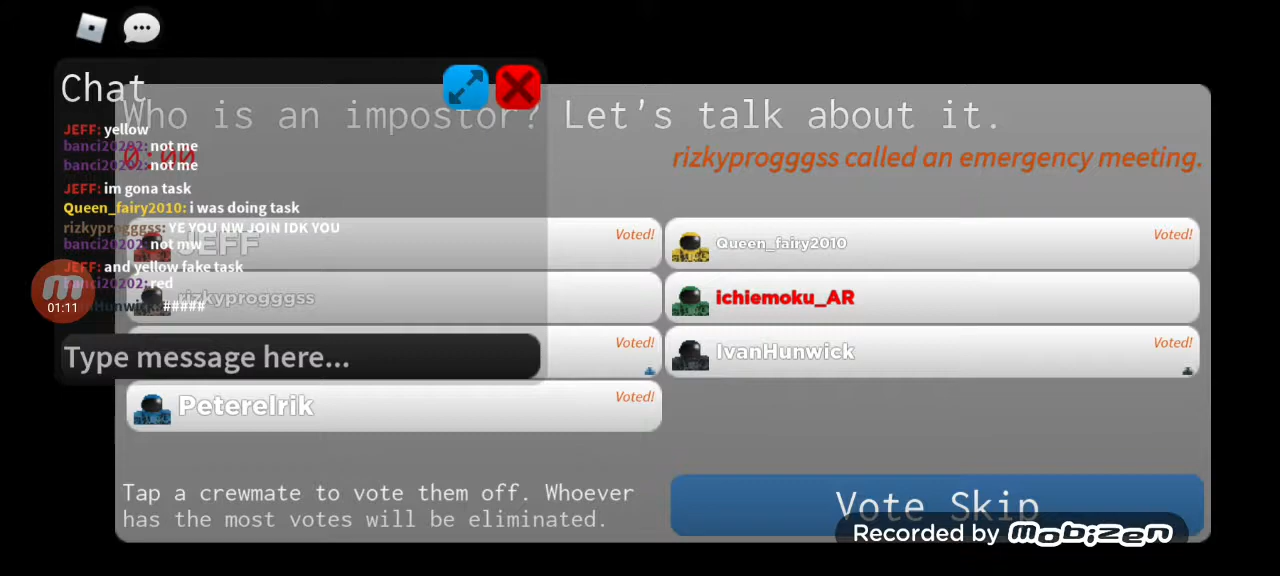 Chat
Who is an impostor? Let's talk about it.
JEFF: yellow
banci20202: not me
0:00
rizkyprogggss called an emergency meeting.
banci20202: not me
JEFF: im gona task
Queen_fairy2010: i was doing task
rizkyprogggss: YE YOU NW JOIN IDK YOU
banci20202: not mw
JEFF
Voted!
Queen_fairy2010
Voted!
JEFF: and yellow fake task
banci20202: red
IvanHunwick: #####
rizkyprogggss
ichiemoku_AR
01:11
Type message here...
Voted!
IvanHunwick
Voted!
PeterelriK
Voted!
Tap a crewmate to vote them off. Whoever
has the most votes will be eliminated.
Vote Skip
Recorded by mobizen